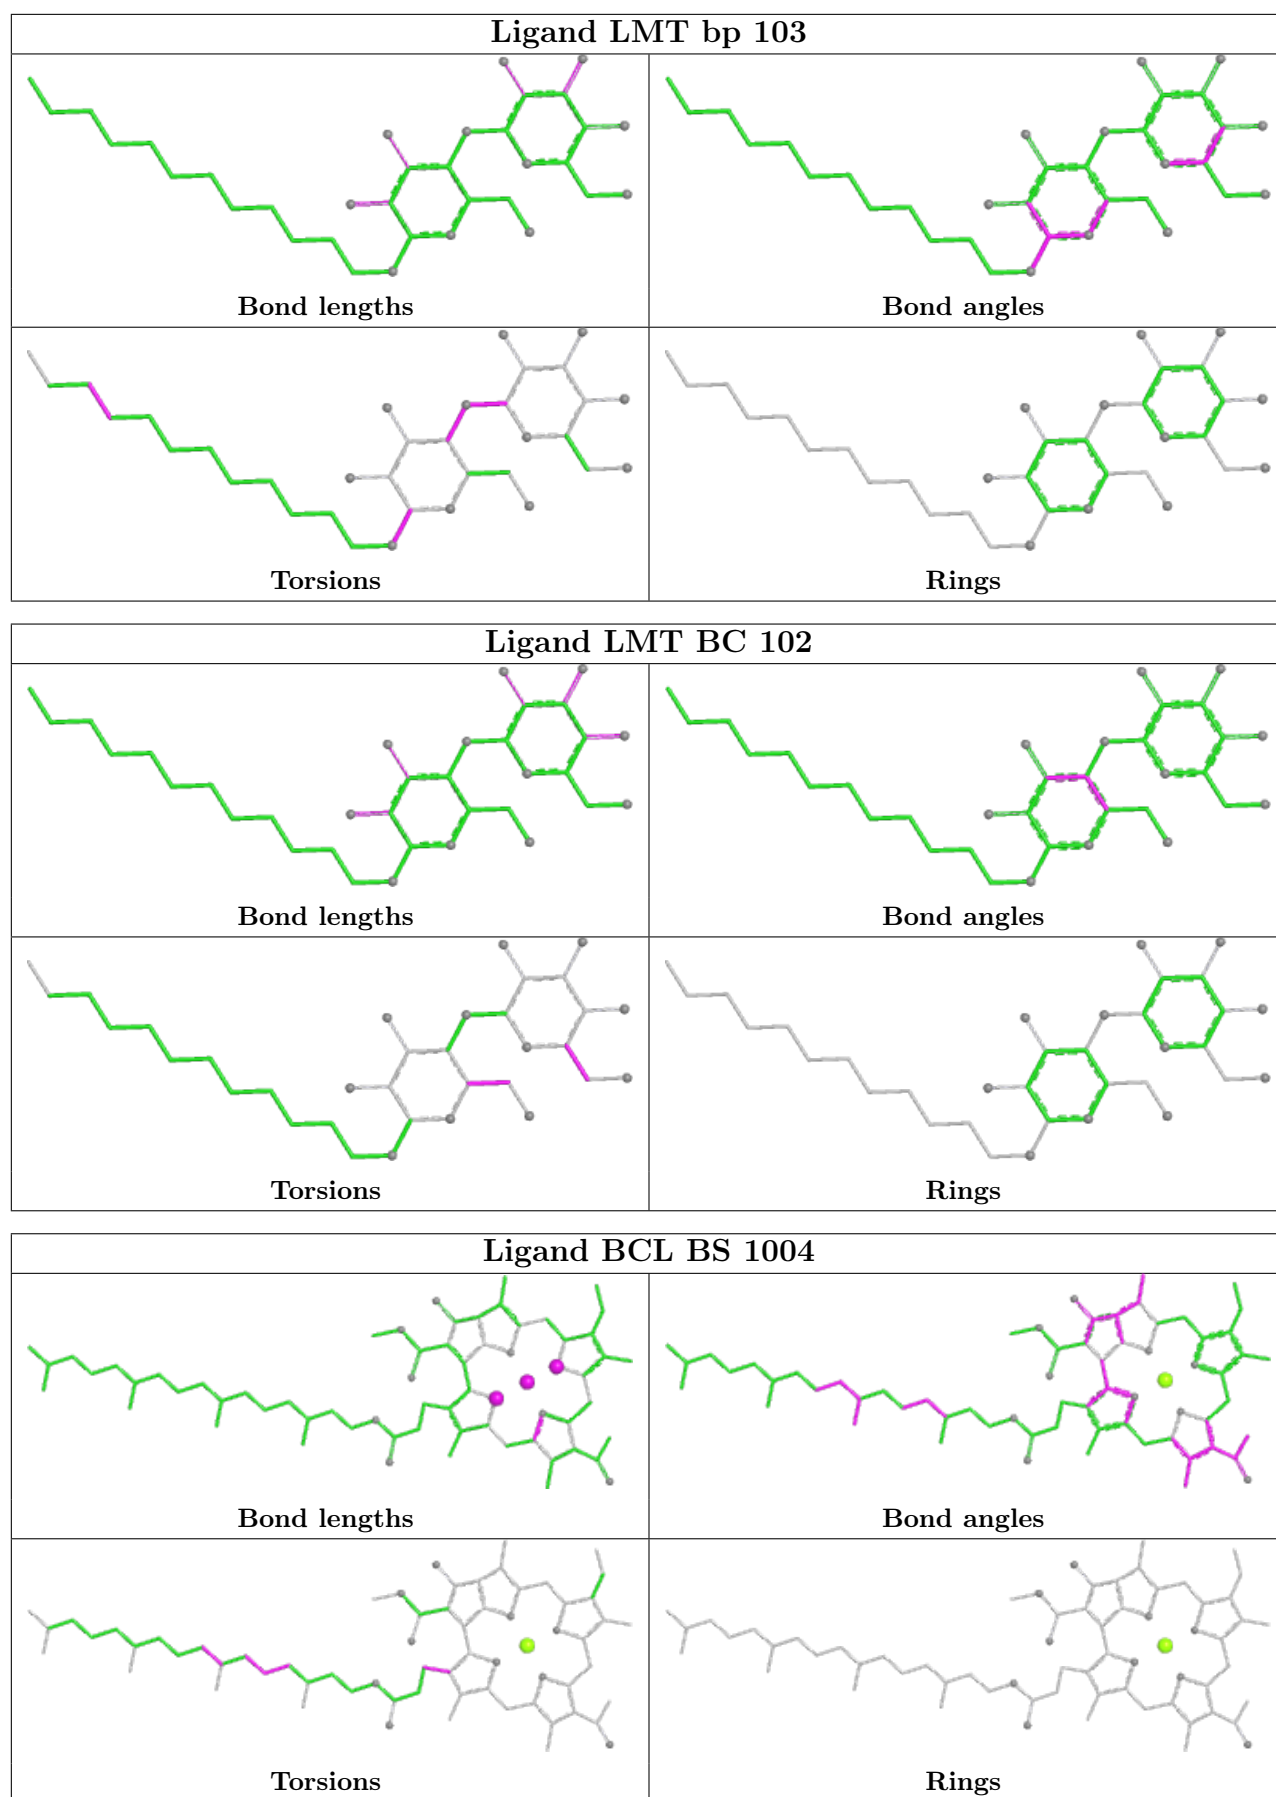 Ligand LMT bp 103
Bond lengths
Bond angles
Torsions
Rings
Ligand LMT BC 102
Bond lengths
Bond angles
Torsions
Rings
Ligand BCL BS 1004
Bond lengths
Bond angles
Torsions
Rings